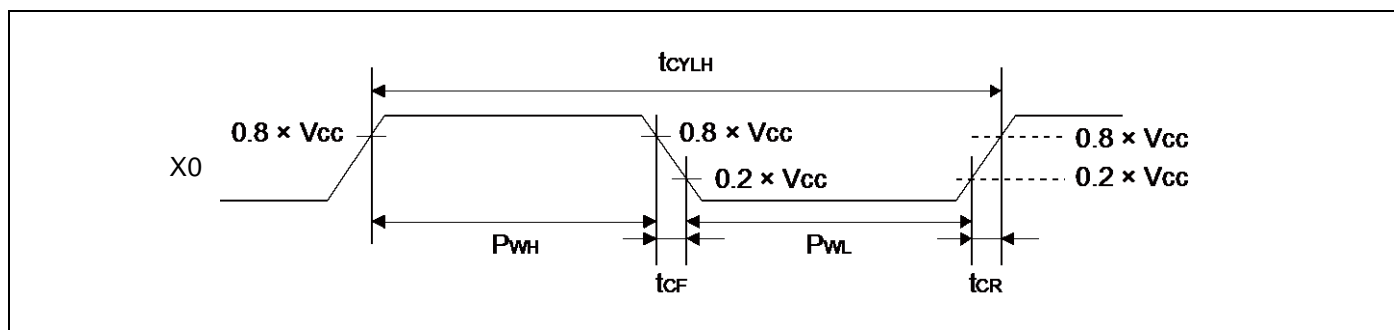 tCYLH
0.8 × VCC
0.8 × VCC
0.8 × VCC
X0
0.2 × VCC
0.2 × VCC
PWH
PWL
tCF
tCR